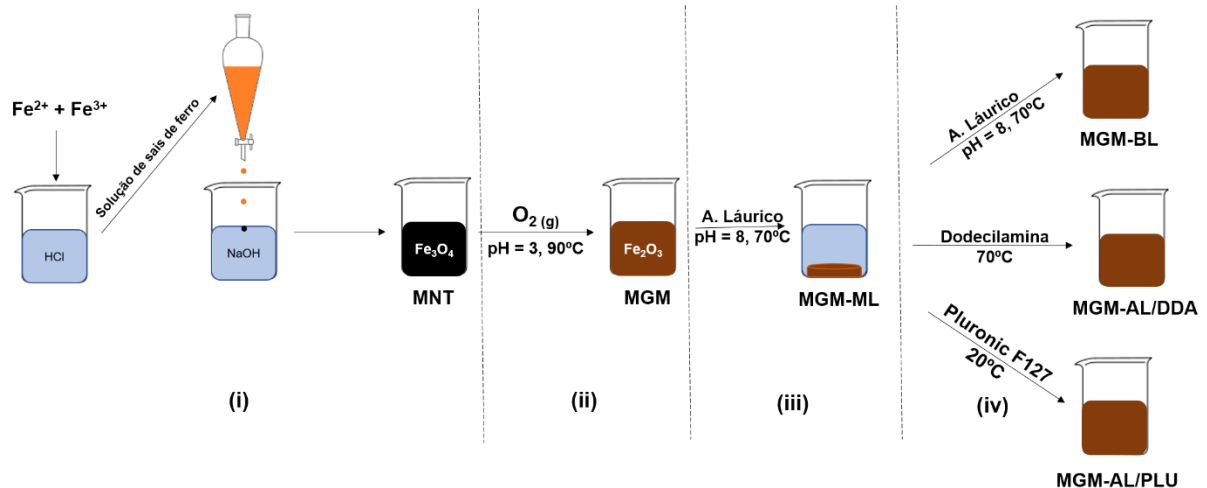 Fe²⁺ + Fe³⁺
HCl
Solução de sais de ferro
NaOH
Fe₃O₄
MNT
(i)
O₂ (g)
pH = 3, 90ºC
Fe₂O₃
MGM
(ii)
A. Láurico
pH = 8, 70ºC
MGM-ML
(iii)
A. Láurico
pH = 8, 70ºC
MGM-BL
Dodecilamina
70ºC
MGM-AL/DDA
Pluronic F127
20ºC
(iv)
MGM-AL/PLU